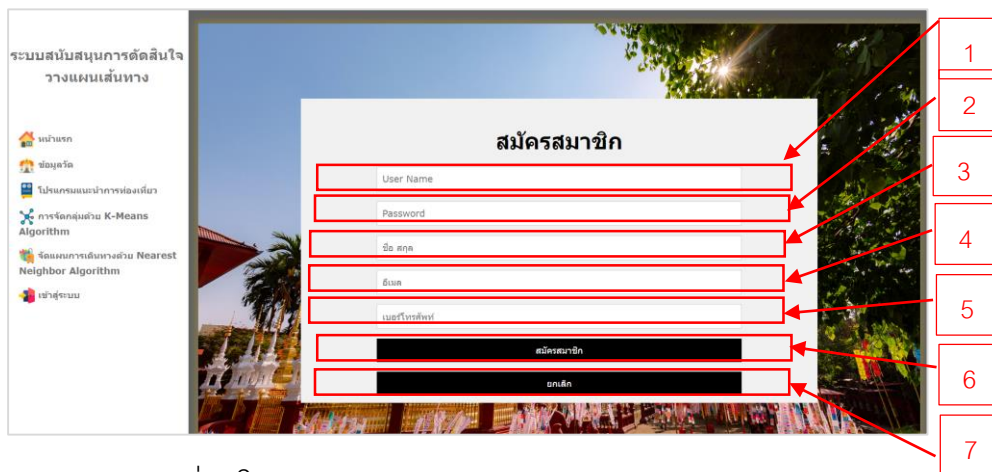 ระบบสนับสนุนการตัดสินใจ
วางแผนเส้นทาง
หน้าแรก
ข้อมูลวัด
โปรแกรมแนะนำการท่องเที่ยว
การจัดกลุ่มด้วย K-Means
Algorithm
จัดแผนการเดินทางด้วย Nearest
Neighbor Algorithm
เข้าสู่ระบบ
สมัครสมาชิก
User Name
Password
ชื่อ สกุล
อีเมล
เบอร์โทรศัพท์
สมัครสมาชิก
ยกเลิก
1
2
3
4
5
6
7